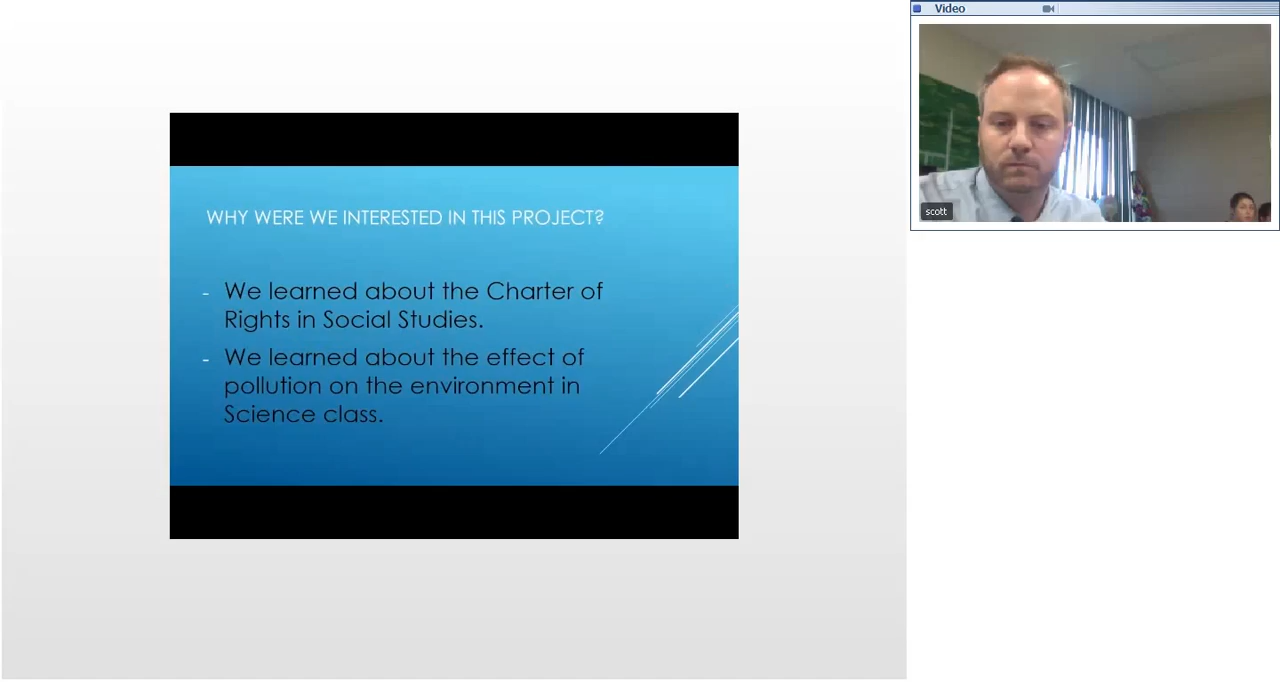 Video
scott
WHY WERE WE INTERESTED IN THIS PROJECT?
- We learned about the Charter of
Rights in Social Studies.
- We learned about the effect of
pollution on the environment in
Science class.